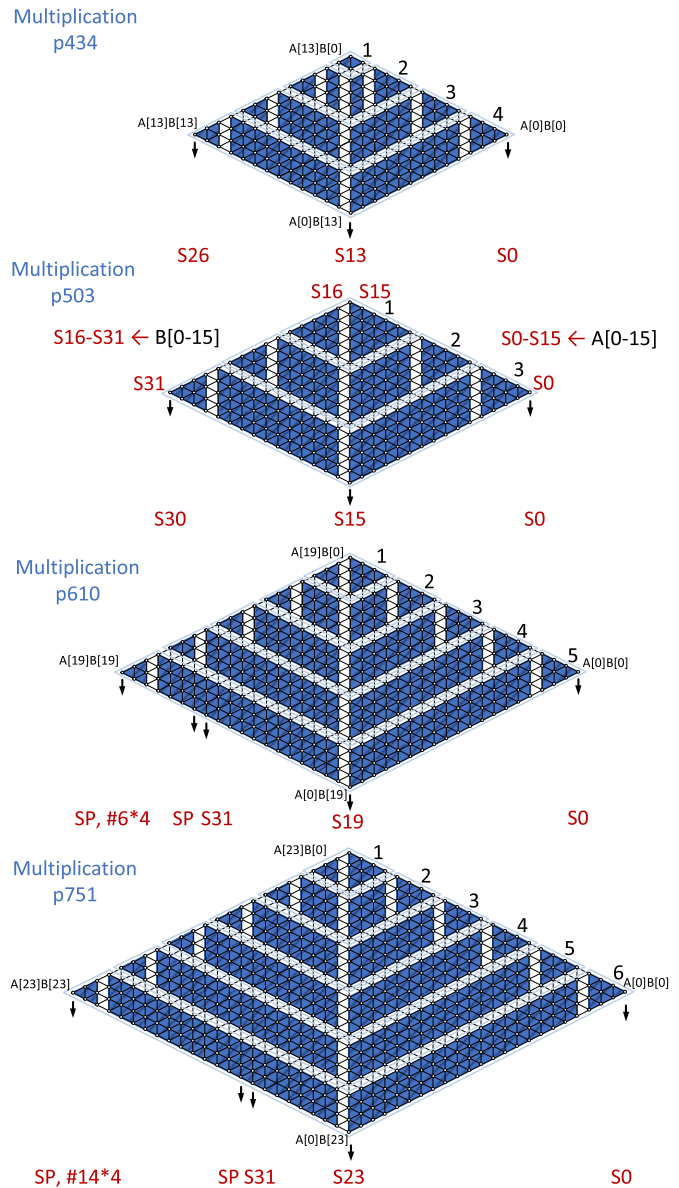 Multiplication
p434
A[13]B[0]
1
2
3
4
A[13]B[13]
A[0]B[0]
A[0]B[13]
S26 S13 S0
Multiplication
p503
S16 S15
1
S16-S31 ← B[0-15]
2
S0-S15 ← A[0-15]
3
S31
S0
S30 S15 S0
Multiplication
p610
A[19]B[0]
1
2
3
4
5
A[19]B[19]
A[0]B[0]
A[0]B[19]
SP, #6*4 SP S31 S19 S0
Multiplication
p751
A[23]B[0]
1
2
3
4
5
6
A[23]B[23]
A[0]B[0]
A[0]B[23]
SP, #14*4 SP S31 S23 S0